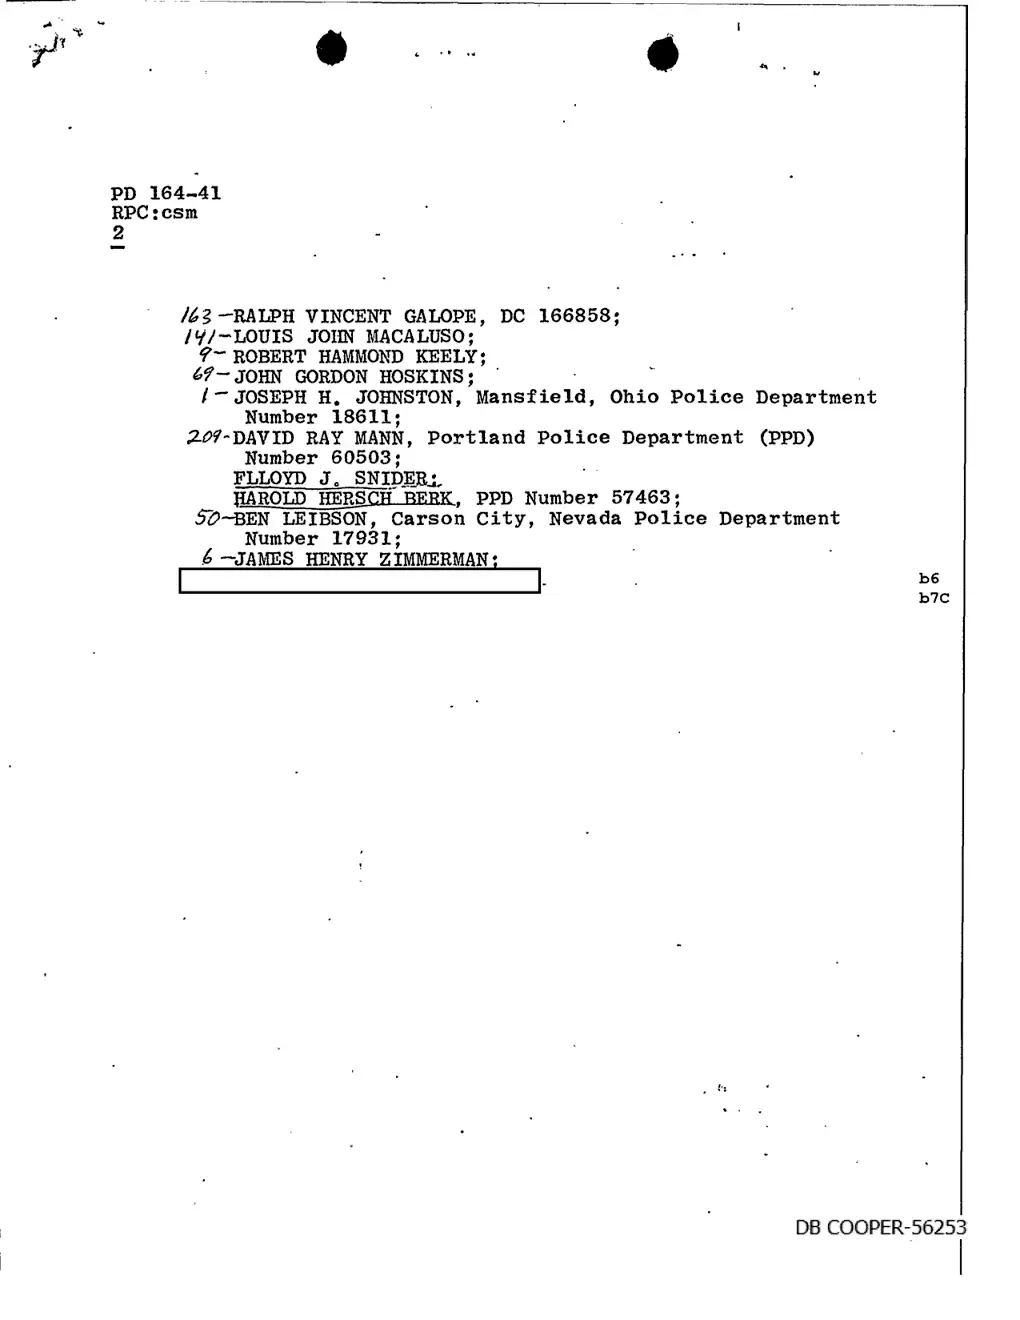 PD 164-41
RPC:csm
2
163-RALPH VINCENT GALOPE, DC 166858;
141-LOUIS JOHN MACALUSO;
9-ROBERT HAMMOND KEELY;
69-JOHN GORDON HOSKINS;
1-JOSEPH H. JOHNSTON, Mansfield, Ohio Police Department
Number 18611;
209-DAVID RAY MANN, Portland Police Department (PPD)
Number 60503;
FLLOYD J. SNIDER;
HAROLD HERSCH BERK, PPD Number 57463;
50-BEN LEIBSON, Carson City, Nevada Police Department
Number 17931;
6-JAMES HENRY ZIMMERMAN;
b6
b7C
DB COOPER-56253